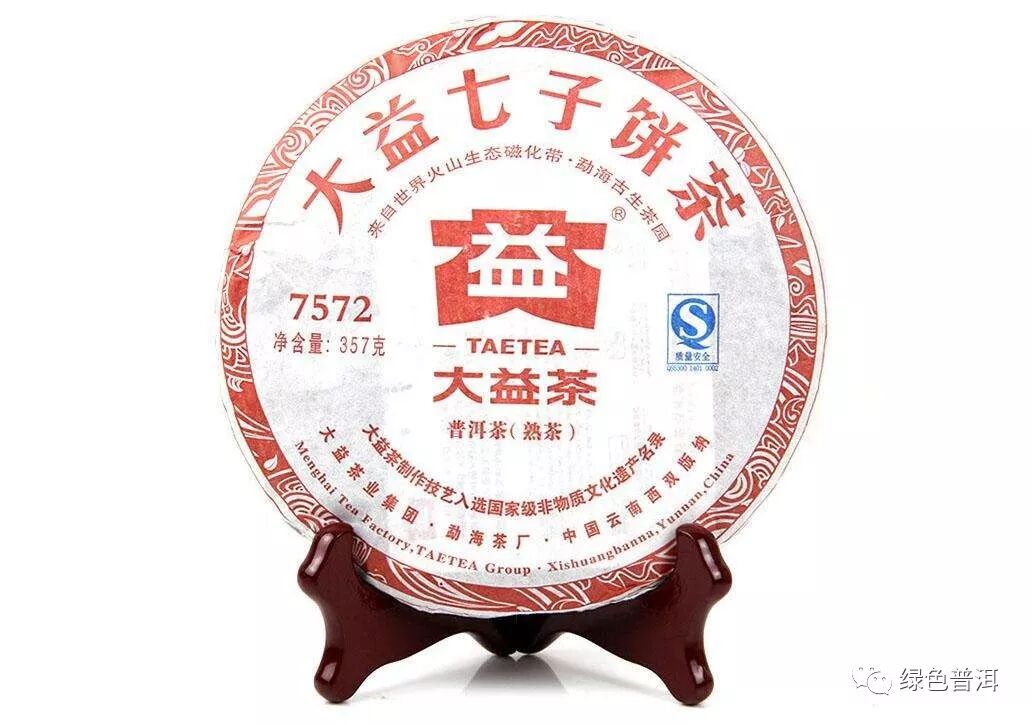 大益七子饼茶
来自世界火山生态磁化带·勐海古生茶园
益
®
7572
净含量: 357克
TAETEA
大益茶
普洱茶(熟茶)
QS
质量安全
QS5300 1401 0002
大益茶制作技艺入选国家级非物质文化遗产名录
大益茶业集团·勐海茶厂·中国云南西双版纳
Menghai Tea Factory,TAETEA Group · Xishuangbanna,Yunnan,China
绿色普洱